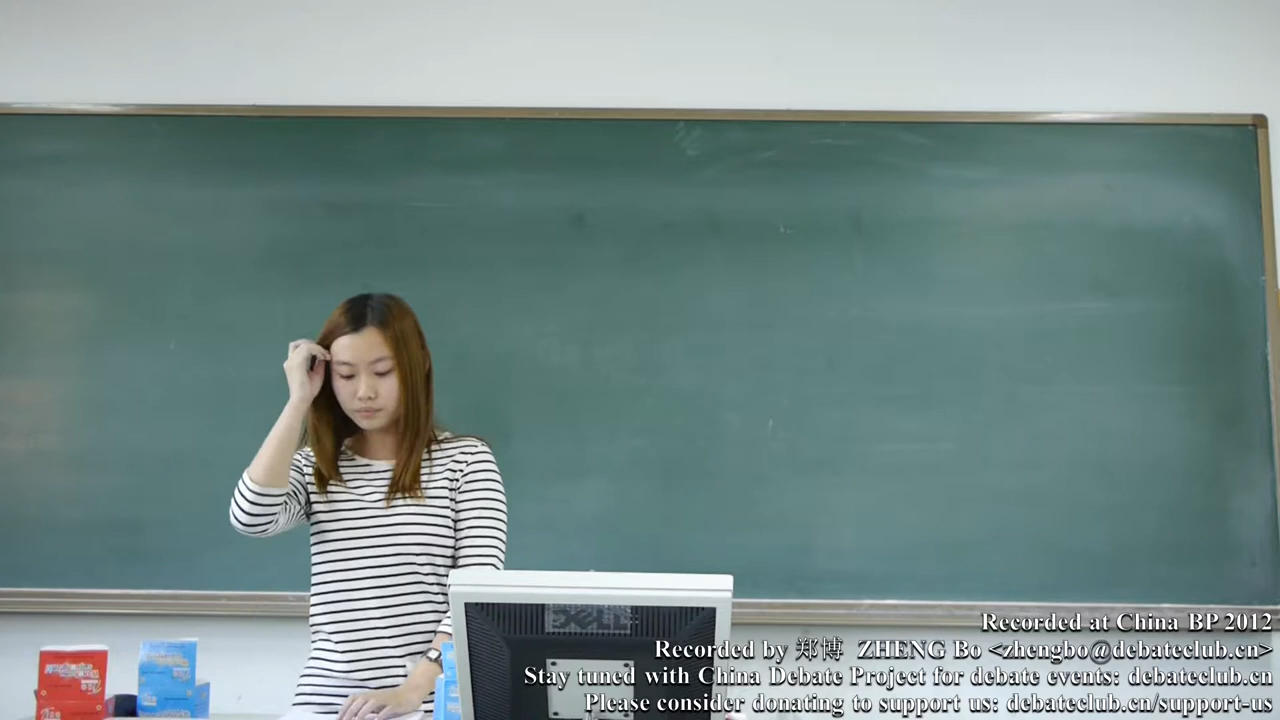 Recorded at China BP 2012
Recorded by 郑博 ZHENG Bo <zhengbo@debateclub.cn>
Stay tuned with China Debate Project for debate events: debateclub.cn
Please consider donating to support us: debateclub.cn/support-us